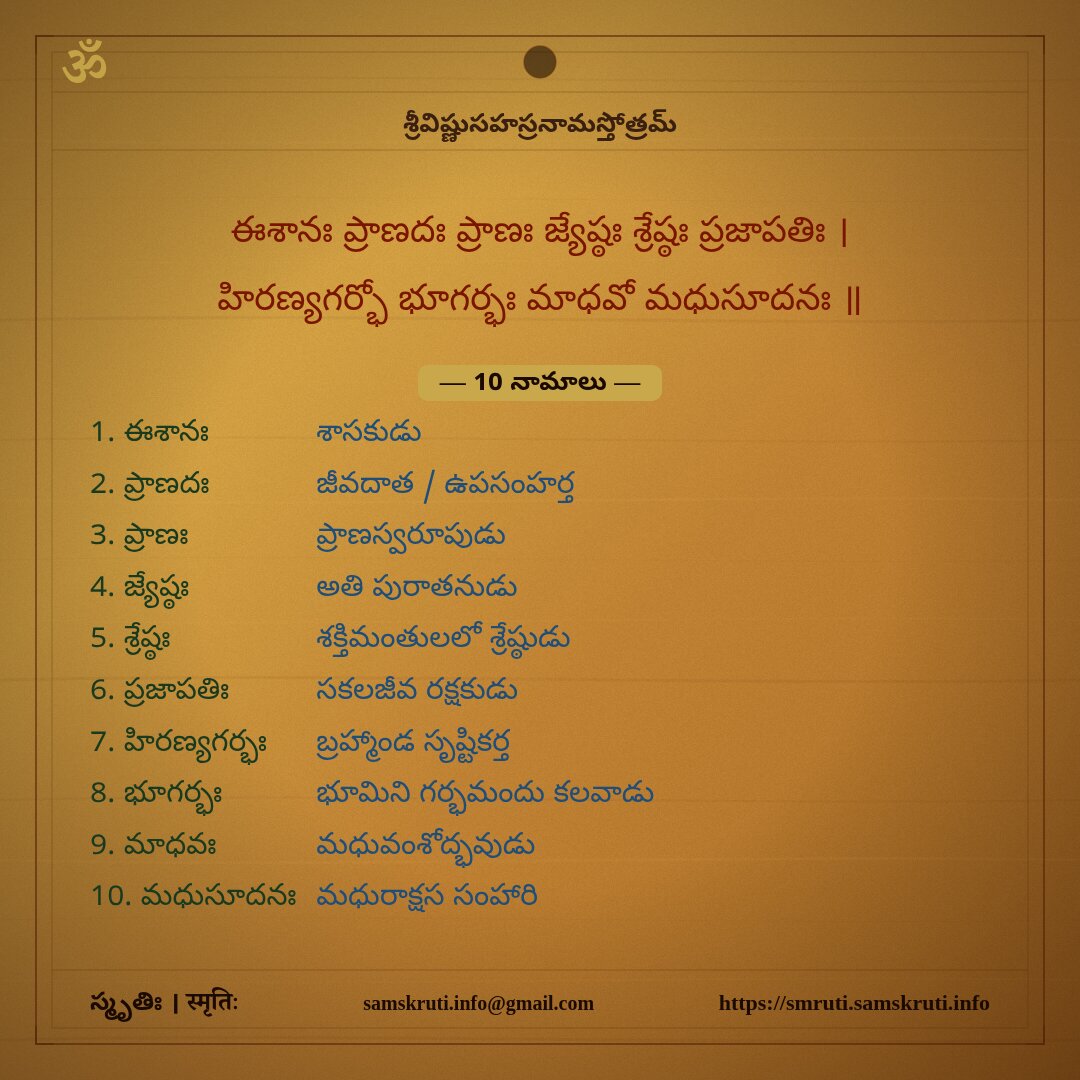 ॐ
శ్రీవిష్ణుసహస్రనామస్తోత్రమ్
ఈశానః ప్రాణదః ప్రాణః జ్యేష్ఠః శ్రేష్ఠః ప్రజాపతిః ।
హిరణ్యగర్భో భూగర్భః మాధవో మధుసూదనః ॥
— 10 నామాలు —
1. ఈశానః శాసకుడు
2. ప్రాణదః జీవదాత / ఉపసంహర్త
3. ప్రాణః ప్రాణస్వరూపుడు
4. జ్యేష్ఠః అతి పురాతనుడు
5. శ్రేష్ఠః శక్తిమంతులలో శ్రేష్ఠుడు
6. ప్రజాపతిః సకలజీవ రక్షకుడు
7. హిరణ్యగర్భః బ్రహ్మాండ సృష్టికర్త
8. భూగర్భః భూమిని గర్భమందు కలవాడు
9. మాధవః మధువంశోద్భవుడు
10. మధుసూదనః మధురాక్షస సంహారి
స్మృతిః | स्मृतिः samskruti.info@gmail.com https://smruti.samskruti.info